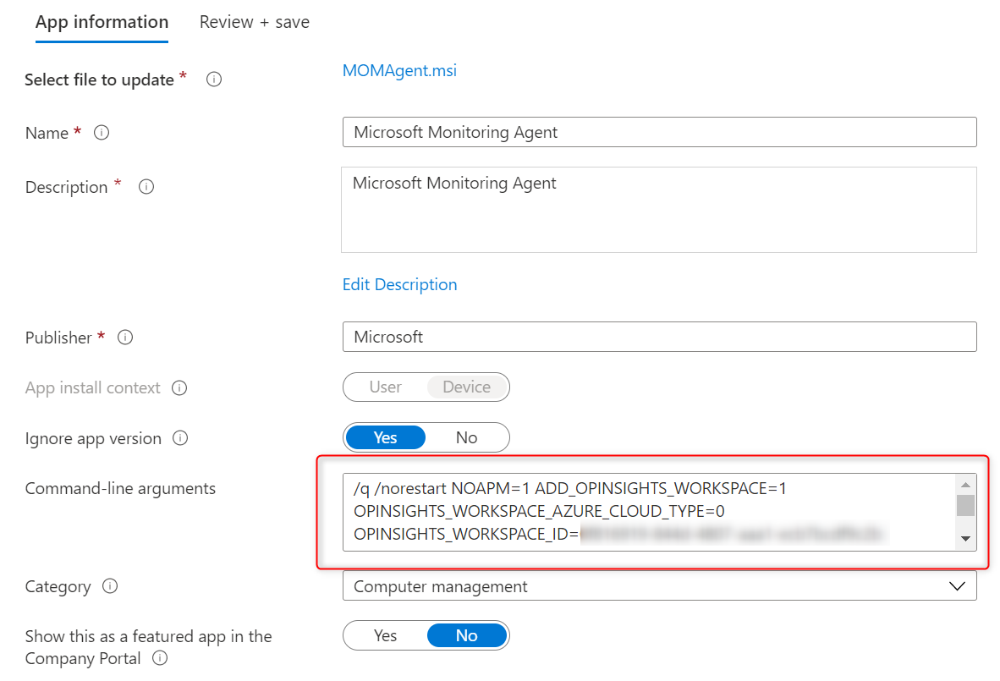 App information
Review + save
Select file to update *
MOMAgent.msi
Name *
Microsoft Monitoring Agent
Description *
Microsoft Monitoring Agent
Edit Description
Publisher *
Microsoft
App install context
User
Device
Ignore app version
Yes
No
Command-line arguments
/q /norestart NOAPM=1 ADD_OPINSIGHTS_WORKSPACE=1
OPINSIGHTS_WORKSPACE_AZURE_CLOUD_TYPE=0
OPINSIGHTS_WORKSPACE_ID=
Category
Computer management
Show this as a featured app in the
Company Portal
Yes
No